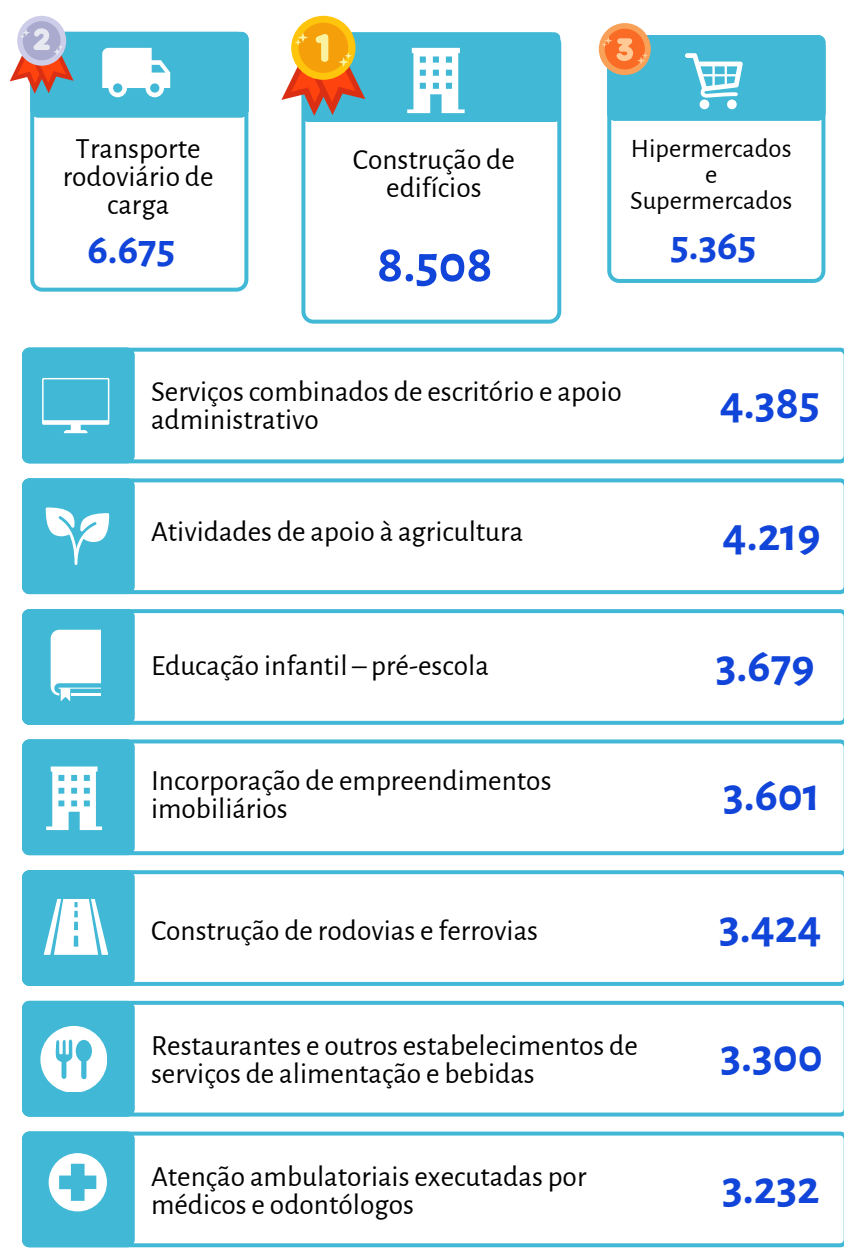 2
Transporte
rodoviário de
carga
6.675
1
Construção de
edifícios
8.508
3
Hipermercados
e
Supermercados
5.365
Serviços combinados de escritório e apoio
administrativo
4.385
Atividades de apoio à agricultura
4.219
Educação infantil – pré-escola
3.679
Incorporação de empreendimentos
imobiliários
3.601
Construção de rodovias e ferrovias
3.424
Restaurantes e outros estabelecimentos de
serviços de alimentação e bebidas
3.300
Atenção ambulatoriais executadas por
médicos e odontólogos
3.232